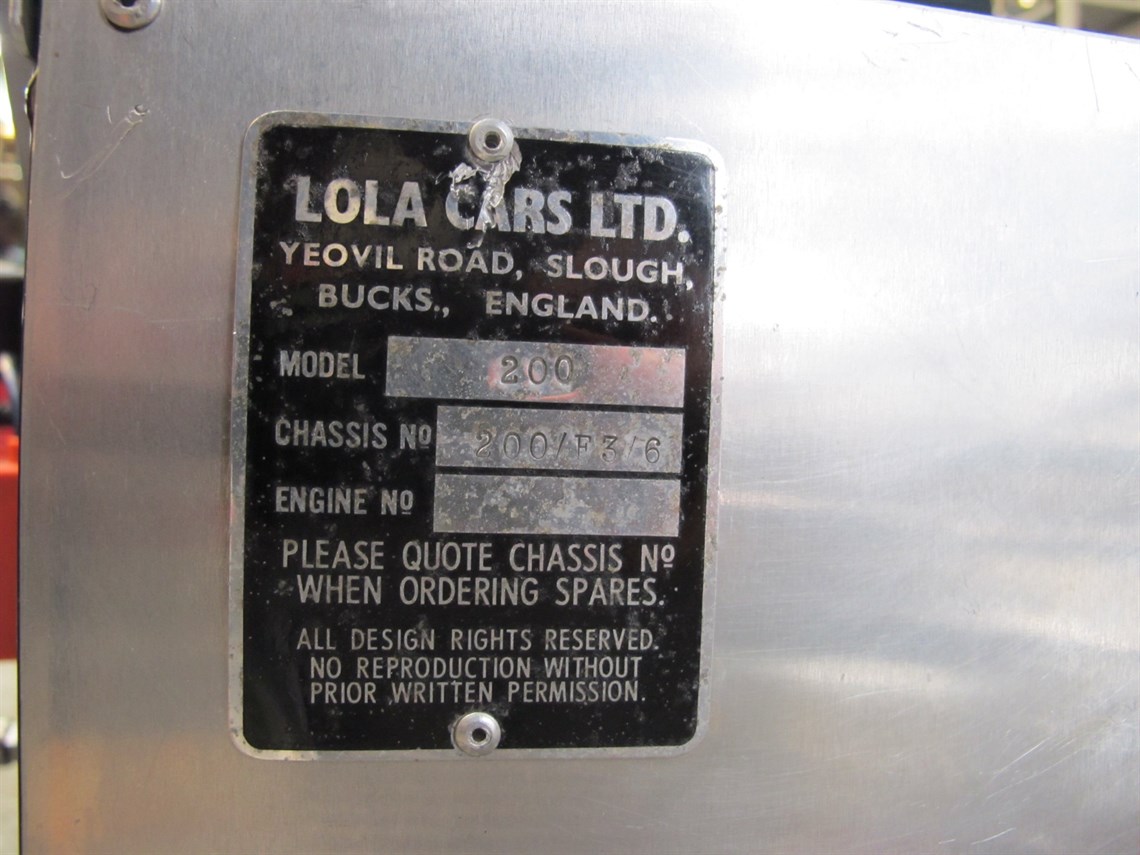 LOLA CARS LTD.
YEOVIL ROAD, SLOUGH,
BUCKS., ENGLAND.
MODEL 200
CHASSIS Nº 200/F3/6
ENGINE Nº
PLEASE QUOTE CHASSIS Nº
WHEN ORDERING SPARES.
ALL DESIGN RIGHTS RESERVED.
NO REPRODUCTION WITHOUT
PRIOR WRITTEN PERMISSION.